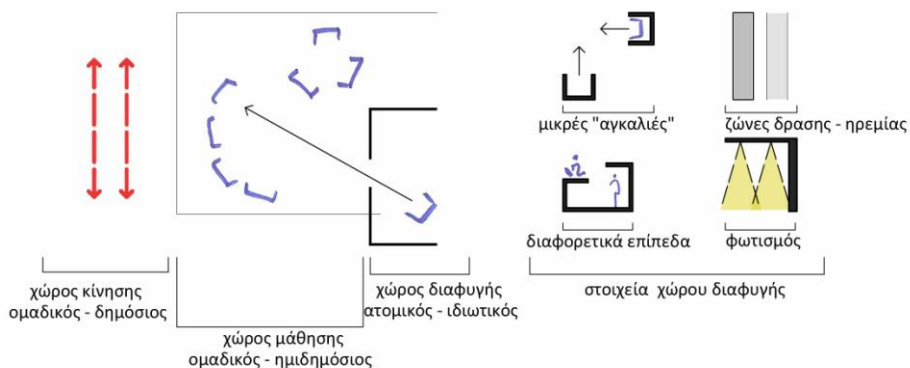 μικρές "αγκαλιές"
ζώνες δρασης - ηρεμίας
διαφορετικά επίπεδα
φωτισμός
χώρος κίνησης
ομαδικός - δημόσιος
χώρος μάθησης
ομαδικός - ημιδημόσιος
χώρος διαφυγής
ατομικός - ιδιωτικός
στοιχεία χώρου διαφυγής